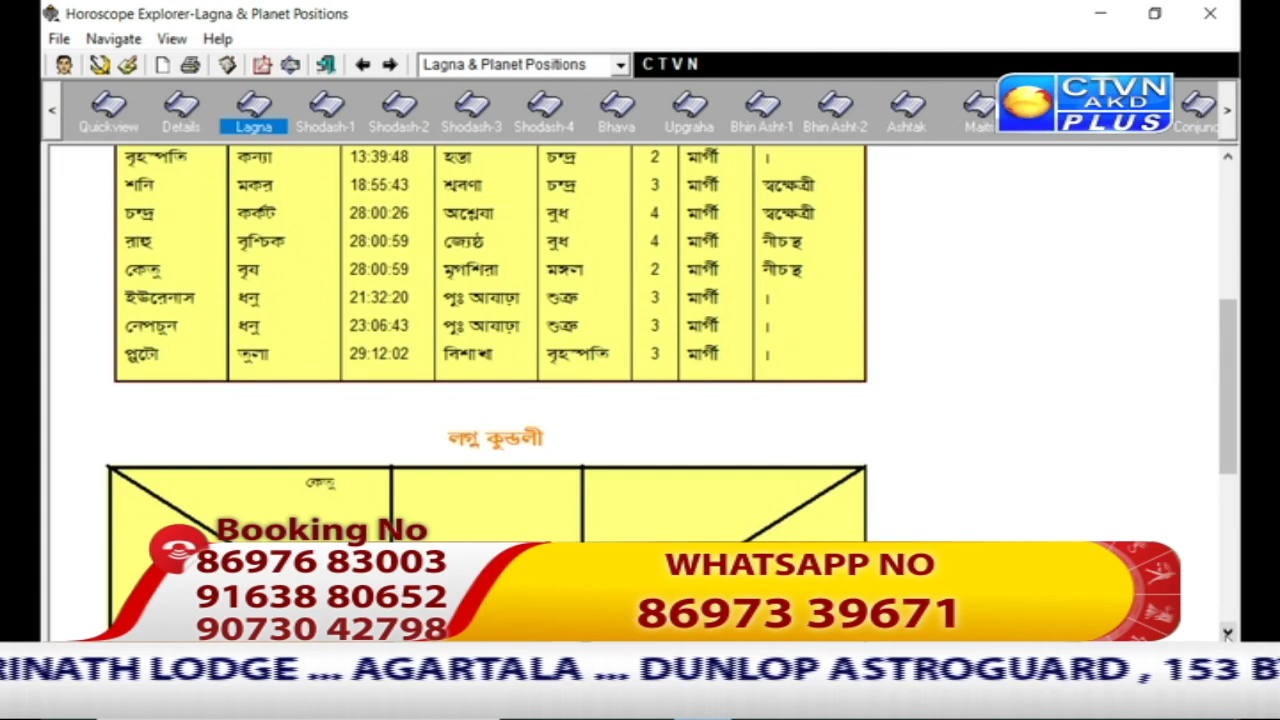 Horoscope Explorer-Lagna & Planet Positions
File Navigate View Help
Lagna & Planet Positions CTVN
Quickview Details Lagna Shodash-1 Shodash-2 Shodash-3 Shodash-4 Bhava Upgraha Bhin Asht-1 Bhin Asht-2 Ashtak Conjunc
CTVN
AKD
PLUS
বৃহস্পতি কন্যা 13:39:48 হস্তা চন্দ্র 2 মার্গী ।
শনি মকর 18:55:43 শ্রবণা চন্দ্র 3 মার্গী স্বক্ষেত্রী
চন্দ্র কর্কট 28:00:26 অশ্লেষা বুধ 4 মার্গী স্বক্ষেত্রী
রাহু বৃশ্চিক 28:00:59 জ্যেষ্ঠ বুধ 4 মার্গী নীচস্থ
কেতু বৃষ 28:00:59 মৃগশিরা মঙ্গল 2 মার্গী নীচস্থ
ইউরেনাস ধনু 21:32:20 পুঃ আষাঢ়া শুক্র 3 মার্গী ।
নেপচুন ধনু 23:06:43 পুঃ আষাঢ়া শুক্র 3 মার্গী ।
প্লুটো তুলা 29:12:02 বিশাখা বৃহস্পতি 3 মার্গী ।
লগ্ন কুন্ডলী
কেতু
Booking No
86976 83003
91638 80652
90730 42798
WHATSAPP NO
86973 39671
RINATH LODGE ... AGARTALA ... DUNLOP ASTROGUARD , 153 B